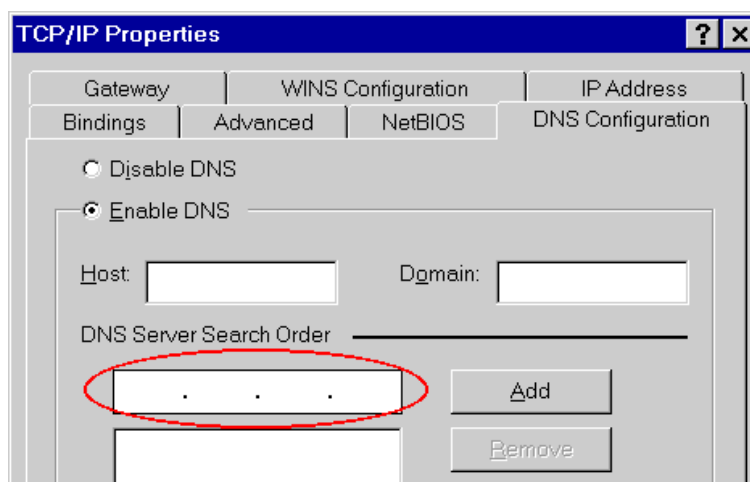 TCP/IP Properties ? ×
Gateway WINS Configuration IP Address
Bindings Advanced NetBIOS DNS Configuration
Disable DNS
Enable DNS
Host: Domain:
DNS Server Search Order
. . . Add
Remove